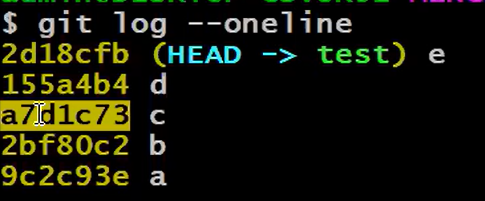 $ git log --oneline
2d18cfb (HEAD -> test) e
155a4b4 d
a7d1c73 c
2bf80c2 b
9c2c93e a